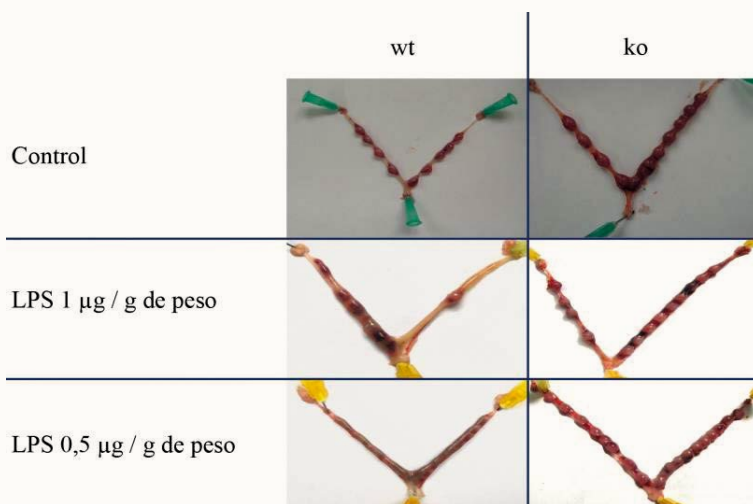 wt
ko
Control
LPS 1 µg / g de peso
LPS 0,5 µg / g de peso